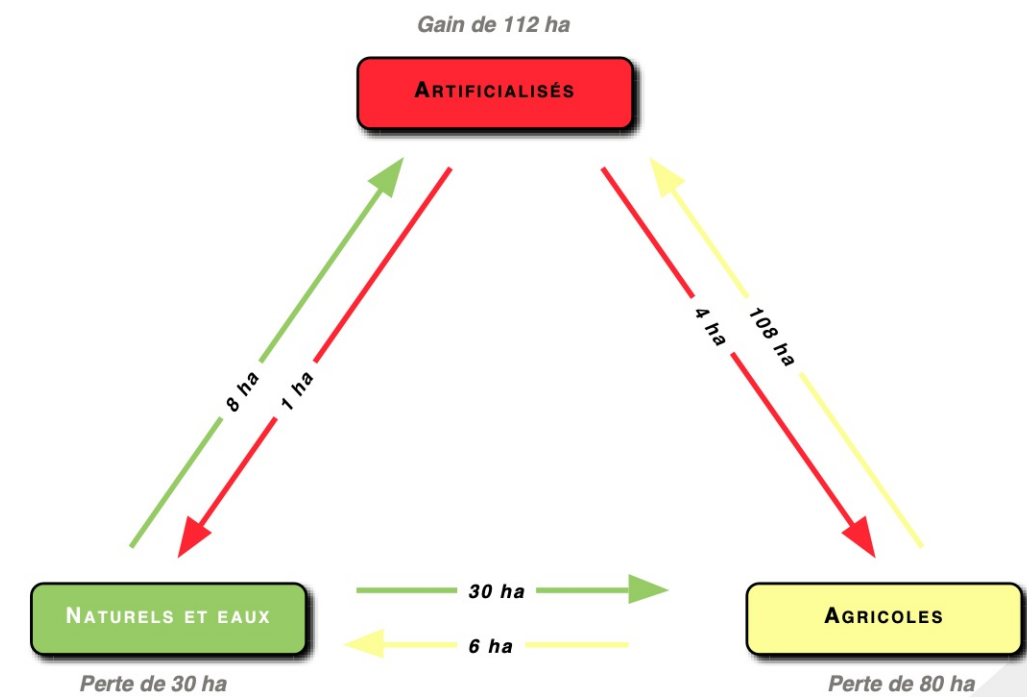 Gain de 112 ha
ARTIFICIALISÉS
8 ha
1 ha
4 ha
108 ha
30 ha
6 ha
NATURELS ET EAUX
AGRICOLES
Perte de 30 ha
Perte de 80 ha